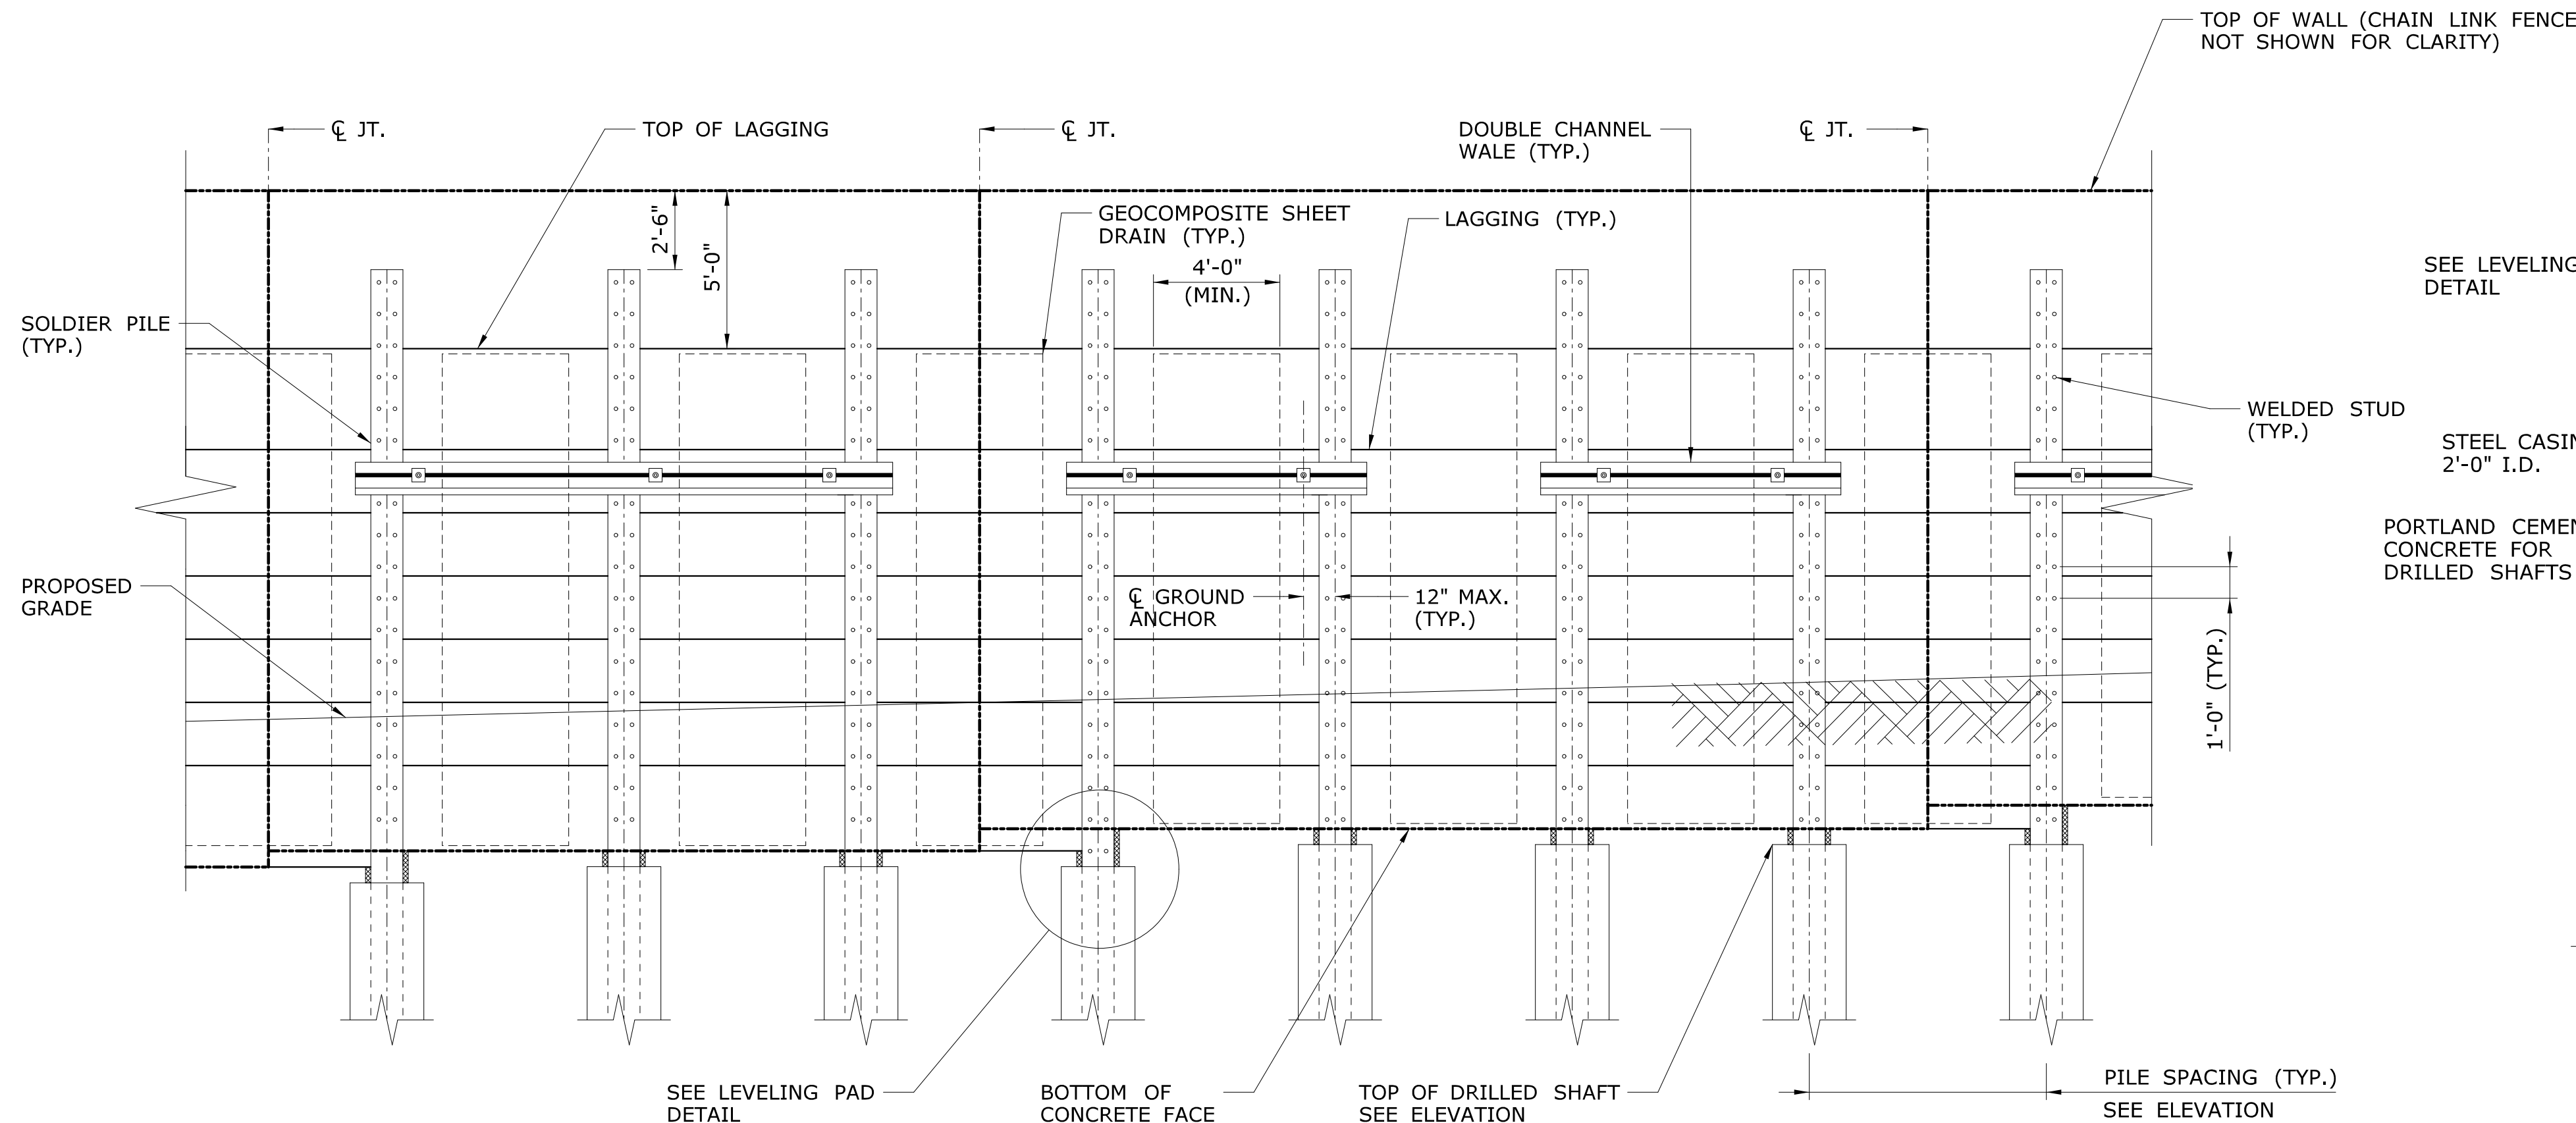 TOP OF WALL (CHAIN LINK FENCE
NOT SHOWN FOR CLARITY)
℄ JT.
TOP OF LAGGING
℄ JT.
DOUBLE CHANNEL
WALE (TYP.)
℄ JT.
2'-6"
5'-0"
GEOCOMPOSITE SHEET
DRAIN (TYP.)
LAGGING (TYP.)
4'-0"
(MIN.)
SEE LEVELING
DETAIL
SOLDIER PILE
(TYP.)
WELDED STUD
(TYP.)
STEEL CASIN
2'-0" I.D.
PORTLAND CEMEN
CONCRETE FOR
DRILLED SHAFTS
PROPOSED
GRADE
℄ GROUND
ANCHOR
12" MAX.
(TYP.)
1'-0" (TYP.)
SEE LEVELING PAD
DETAIL
BOTTOM OF
CONCRETE FACE
TOP OF DRILLED SHAFT
SEE ELEVATION
PILE SPACING (TYP.)
SEE ELEVATION